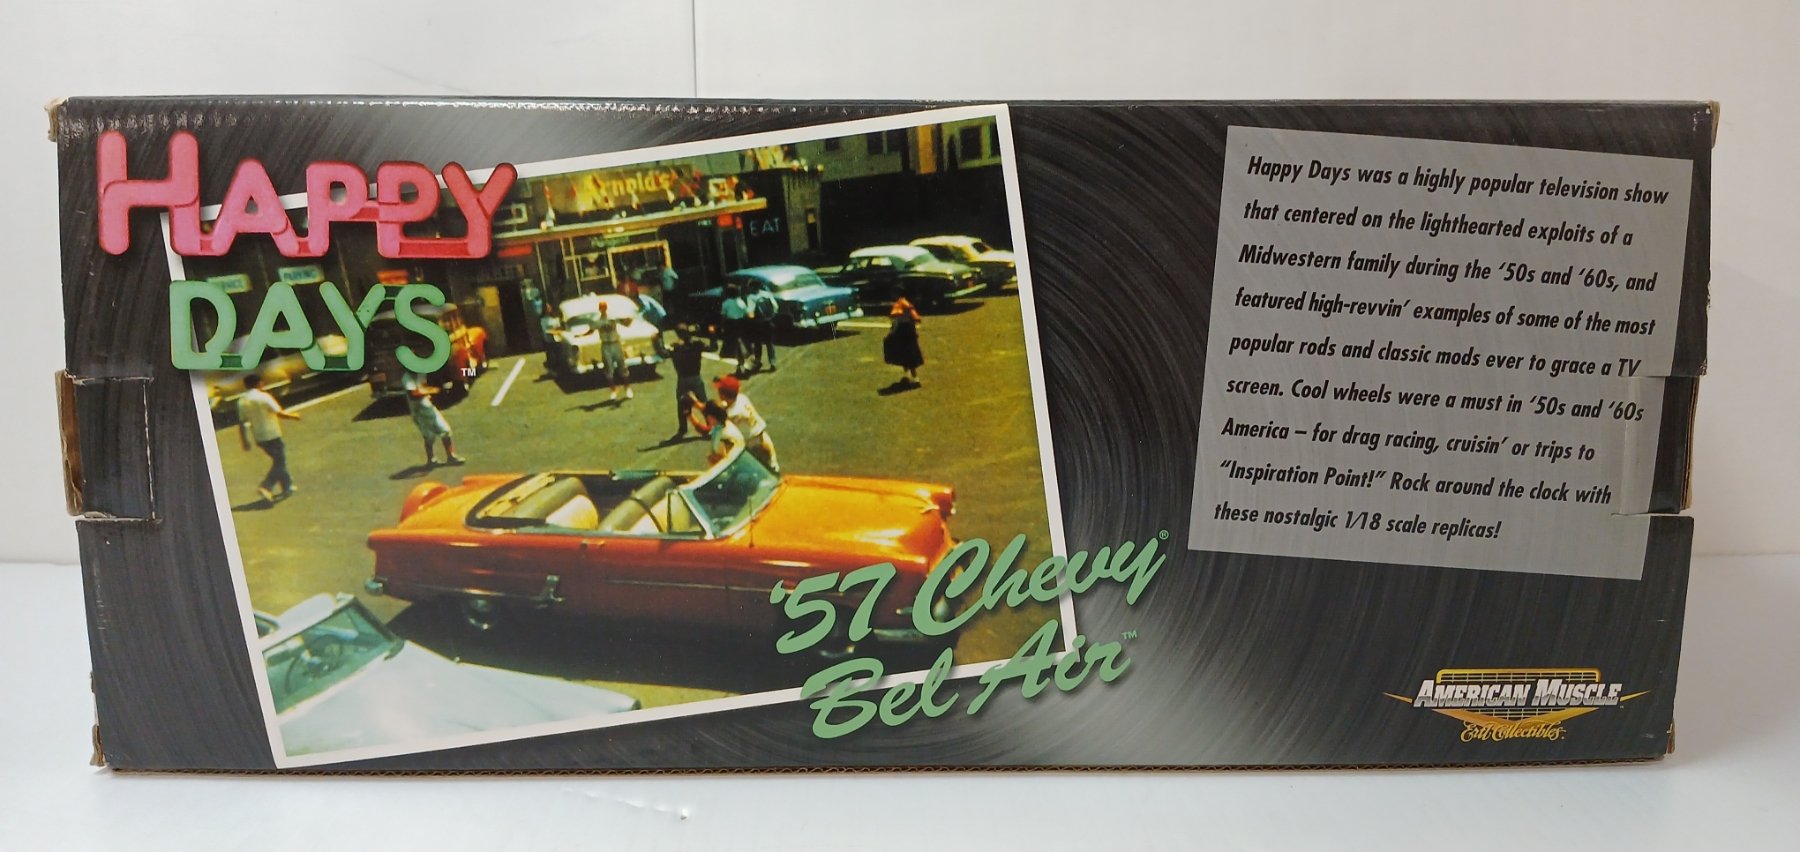 HAPPY
DAYS™
Arnold's
EAT
PARKING
'57 Chevy®
Bel Air™
Happy Days was a highly popular television show
that centered on the lighthearted exploits of a
Midwestern family during the '50s and '60s, and
featured high-revvin' examples of some of the most
popular rods and classic mods ever to grace a TV
screen. Cool wheels were a must in '50s and '60s
America – for drag racing, cruisin' or trips to
"Inspiration Point!" Rock around the clock with
these nostalgic 1/18 scale replicas!
AMERICAN MUSCLE™
Ertl Collectibles™